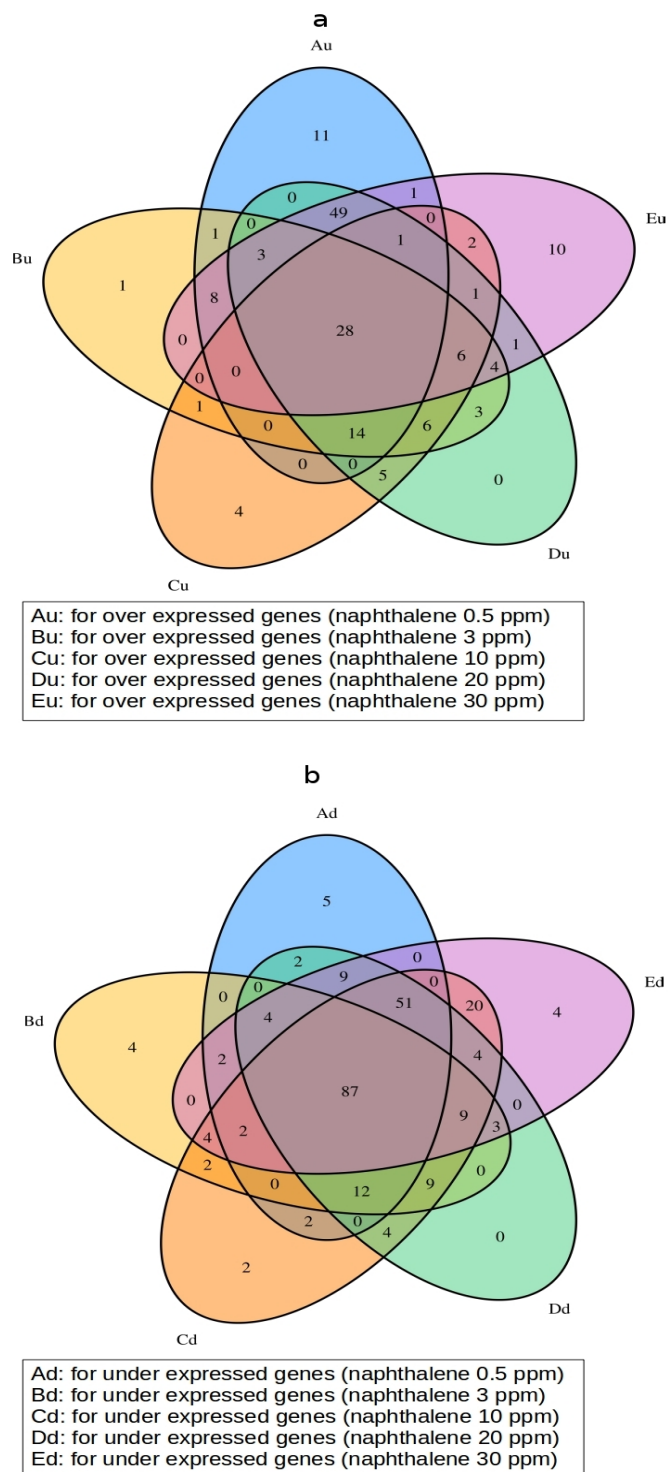 a
Au
11
0
1
49
0
0
1
2
10
Eu
3
1
Bu
1
8
1
28
1
0
6
4
0
0
1
3
0
6
14
0
0
5
0
4
Du
Cu
Au: for over expressed genes (naphthalene 0.5 ppm)
Bu: for over expressed genes (naphthalene 3 ppm)
Cu: for over expressed genes (naphthalene 10 ppm)
Du: for over expressed genes (naphthalene 20 ppm)
Eu: for over expressed genes (naphthalene 30 ppm)
b
Ad
5
2
0
9
0
0
0
51
20
4
Ed
4
Bd
4
2
4
87
0
0
9
3
4
2
2
0
0
12
9
2
0
4
0
2
Dd
Cd
Ad: for under expressed genes (naphthalene 0.5 ppm)
Bd: for under expressed genes (naphthalene 3 ppm)
Cd: for under expressed genes (naphthalene 10 ppm)
Dd: for under expressed genes (naphthalene 20 ppm)
Ed: for under expressed genes (naphthalene 30 ppm)